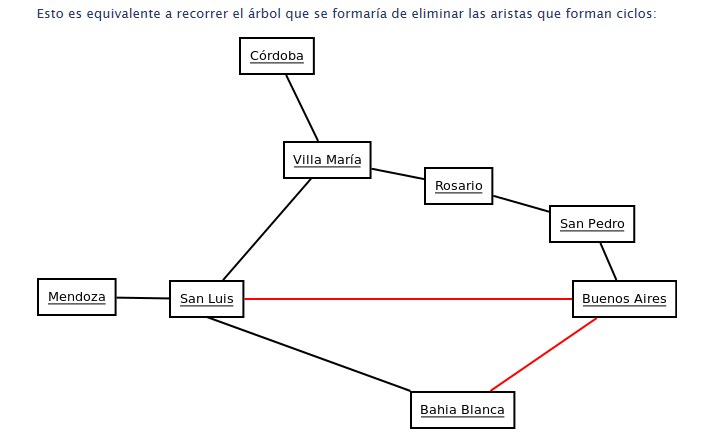 Esto es equivalente a recorrer el árbol que se formaría de eliminar las aristas que forman ciclos:
Córdoba
Villa María
Rosario
San Pedro
Mendoza
San Luis
Buenos Aires
Bahia Blanca